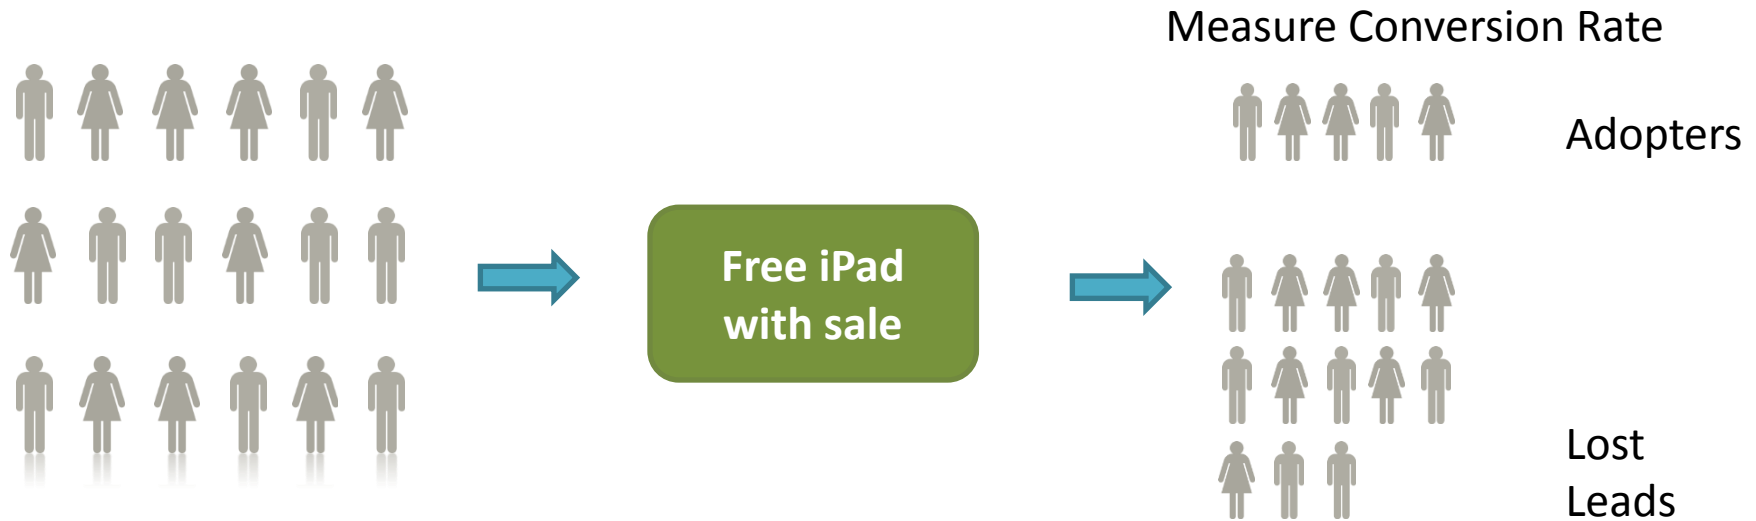 Measure Conversion Rate
Adopters
Free iPad
with sale
Lost
Leads